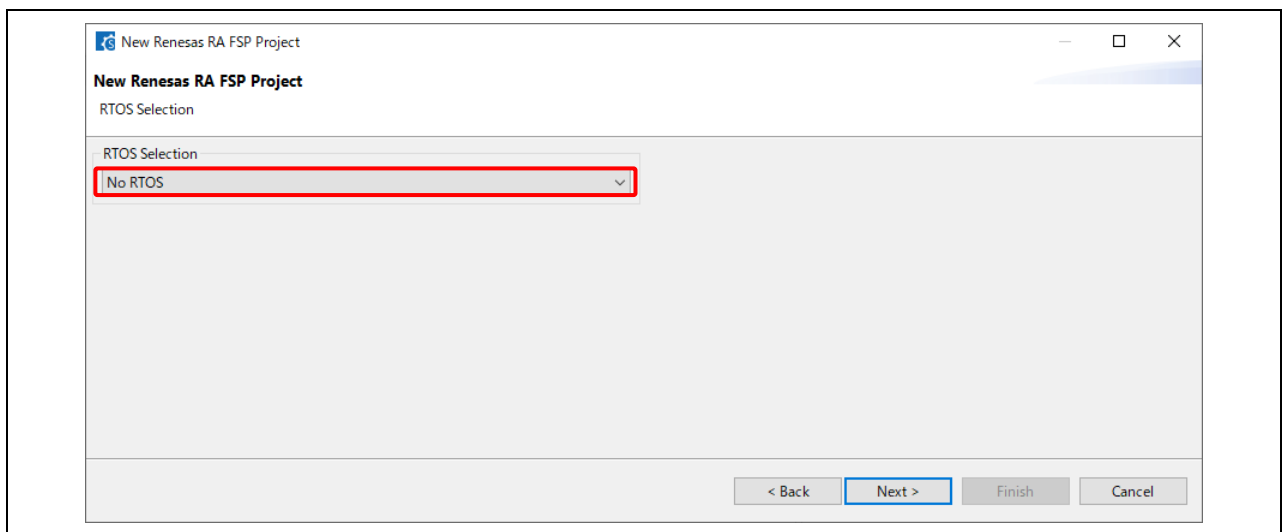 New Renesas RA FSP Project
New Renesas RA FSP Project
RTOS Selection
RTOS Selection
No RTOS
< Back Next > Finish Cancel